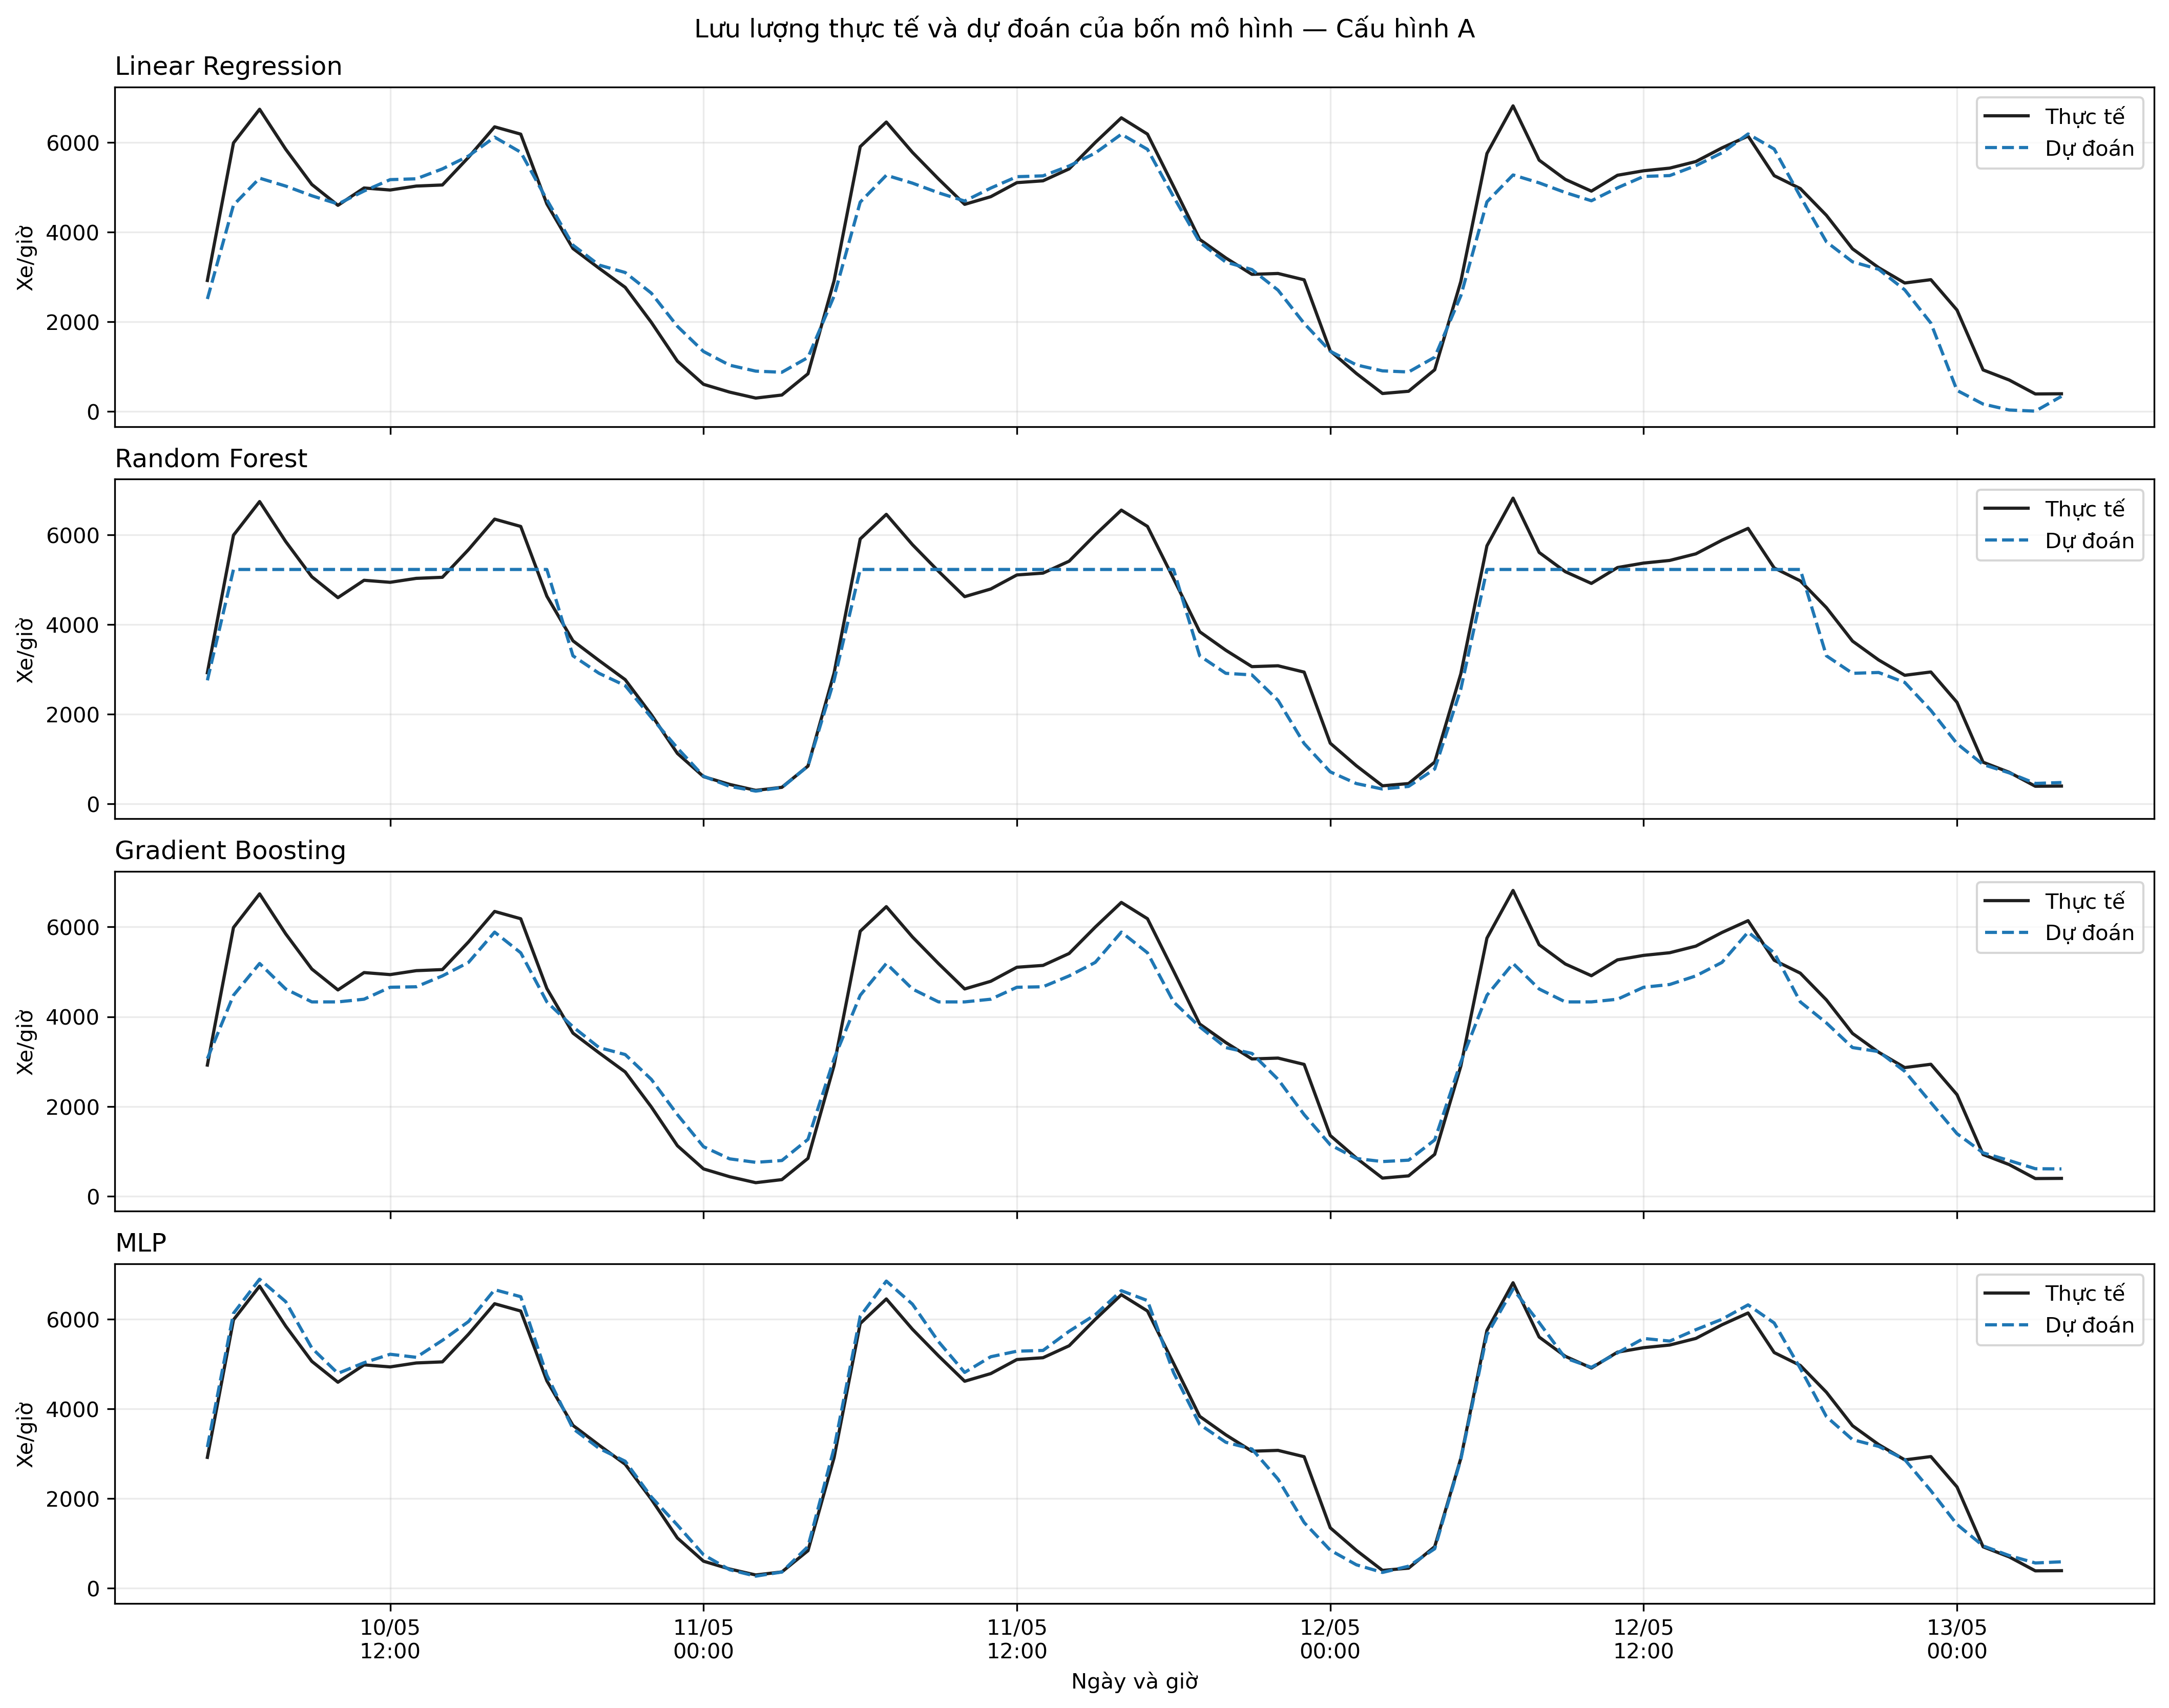 Lưu lượng thực tế và dự đoán của bốn mô hình — Cấu hình A
Linear Regression
Thực tế
Dự đoán
6000
4000
2000
0
Xe/giờ
Random Forest
Thực tế
Dự đoán
6000
4000
2000
0
Xe/giờ
Gradient Boosting
Thực tế
Dự đoán
6000
4000
2000
0
Xe/giờ
MLP
Thực tế
Dự đoán
6000
4000
2000
0
Xe/giờ
10/05 11/05 11/05 12/05 12/05 13/05
12:00 00:00 12:00 00:00 12:00 00:00
Ngày và giờ